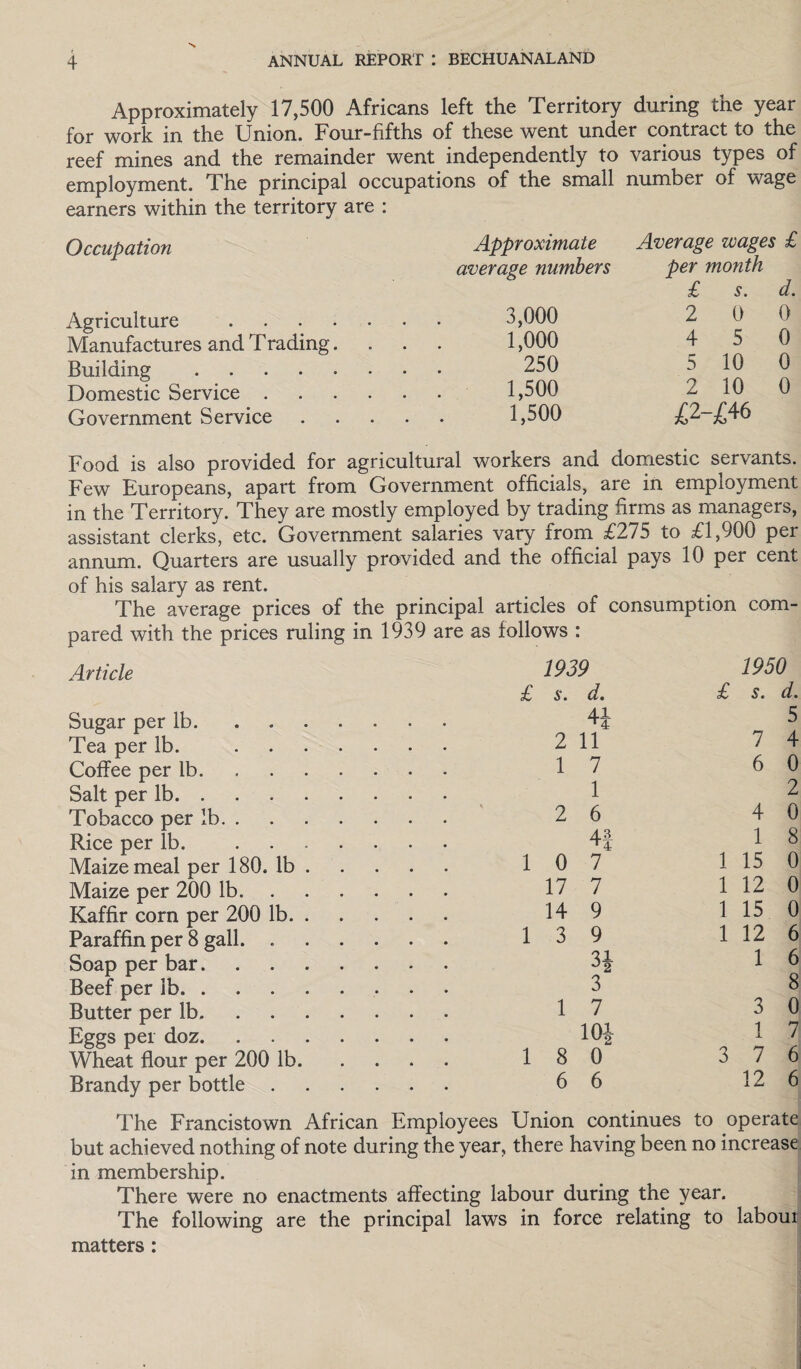 4 ANNUAL REPORT : BECHUANALAND
Approximately 17,500 Africans left the Territory during the year
for work in the Union. Four-fifths of these went under contract to the
reef mines and the remainder went independently to various types of
employment. The principal occupations of the small number of wage
earners within the territory are :
Occupation Approximate Average wages £
average numbers per month
£ s. d.
Agriculture . . . . . . . 3,000 2 0 0
Manufactures and Trading. . . . 1,000 4 5 0
Building . . . . . . . . 250 5 10 0
Domestic Service . . . . . . 1,500 2 10 0
Government Service . . . . . 1,500 £2-£46
Food is also provided for agricultural workers and domestic servants.
Few Europeans, apart from Government officials, are in employment
in the Territory. They are mostly employed by trading firms as managers,
assistant clerks, etc. Government salaries vary from £275 to £1,900 per
annum. Quarters are usually provided and the official pays 10 per cent
of his salary as rent.
The average prices of the principal articles of consumption com-
pared with the prices ruling in 1939 are as follows :
Article 1939 1950
£ s. d. £ s. d.
Sugar per lb. . . . . . . . 4¼ 5
Tea per lb. . . . . . . . 2 11 7 4
Coffee per lb. . . . . . . . 1 7 6 0
Salt per lb. . . . . . . . . 1 2
Tobacco per lb. . . . . . . . 2 6 4 0
Rice per lb. . . . . . . . 4¾ 1 8
Maize meal per 180. lb . . . . . 1 0 7 1 15 0
Maize per 200 lb. . . . . . . 17 7 1 12 0
Kaffir corn per 200 lb. . . . . . 14 9 1 15 0
Paraffin per 8 gall. . . . . . . 1 3 9 1 12 6
Soap per bar. . . . . . . . 3½ 1 6
Beef per lb. . . . . . . . . 3 8
Butter per lb. . . . . . . . 1 7 3 0
Eggs per doz. . . . . . . . 10½ 1 7
Wheat flour per 200 lb. . . . . 1 8 0 3 7 6
Brandy per bottle . . . . . . 6 6 12 6
The Francistown African Employees Union continues to operate
but achieved nothing of note during the year, there having been no increase
in membership.
There were no enactments affecting labour during the year.
The following are the principal laws in force relating to labour
matters :